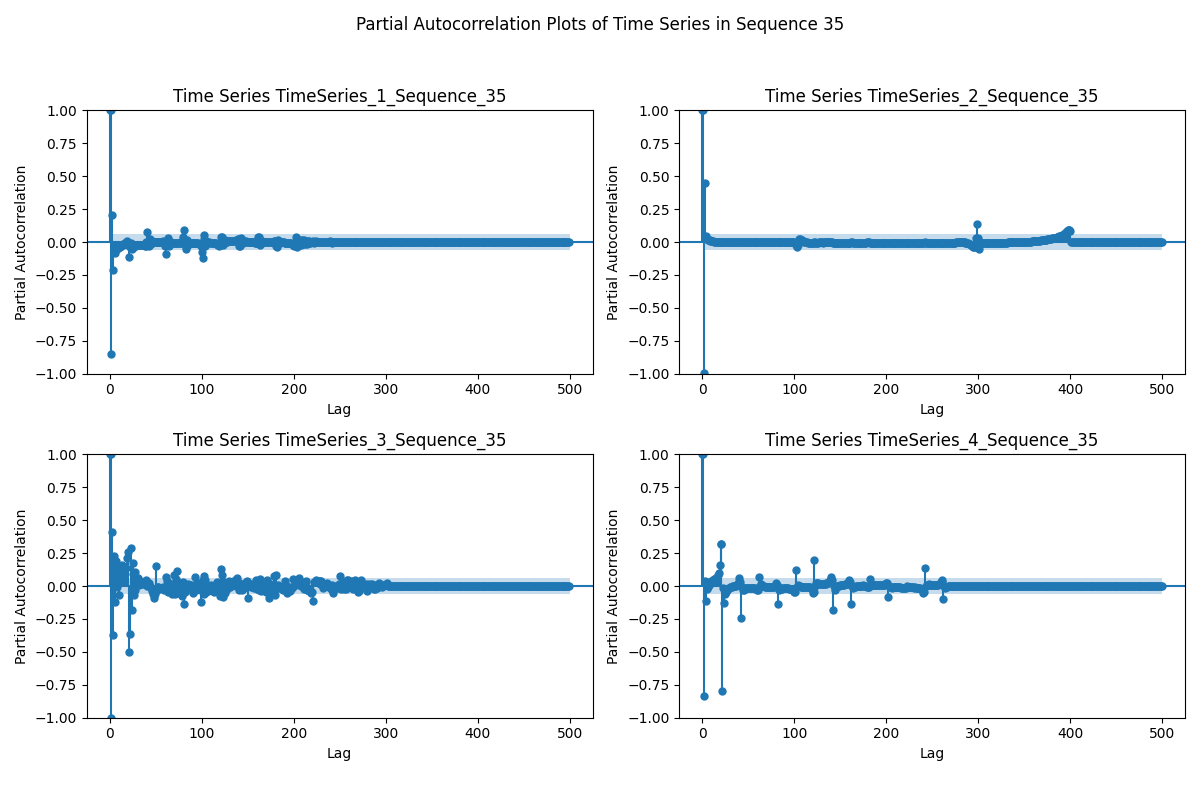 Partial Autocorrelation Plots of Time Series in Sequence 35
Time Series TimeSeries_1_Sequence_35
1.00
0.75
0.50
0.25
0.00
−0.25
−0.50
−0.75
−1.00
Partial Autocorrelation
0 100 200 300 400 500
Lag
Time Series TimeSeries_2_Sequence_35
1.00
0.75
0.50
0.25
0.00
−0.25
−0.50
−0.75
−1.00
Partial Autocorrelation
0 100 200 300 400 500
Lag
Time Series TimeSeries_3_Sequence_35
1.00
0.75
0.50
0.25
0.00
−0.25
−0.50
−0.75
−1.00
Partial Autocorrelation
0 100 200 300 400 500
Lag
Time Series TimeSeries_4_Sequence_35
1.00
0.75
0.50
0.25
0.00
−0.25
−0.50
−0.75
−1.00
Partial Autocorrelation
0 100 200 300 400 500
Lag